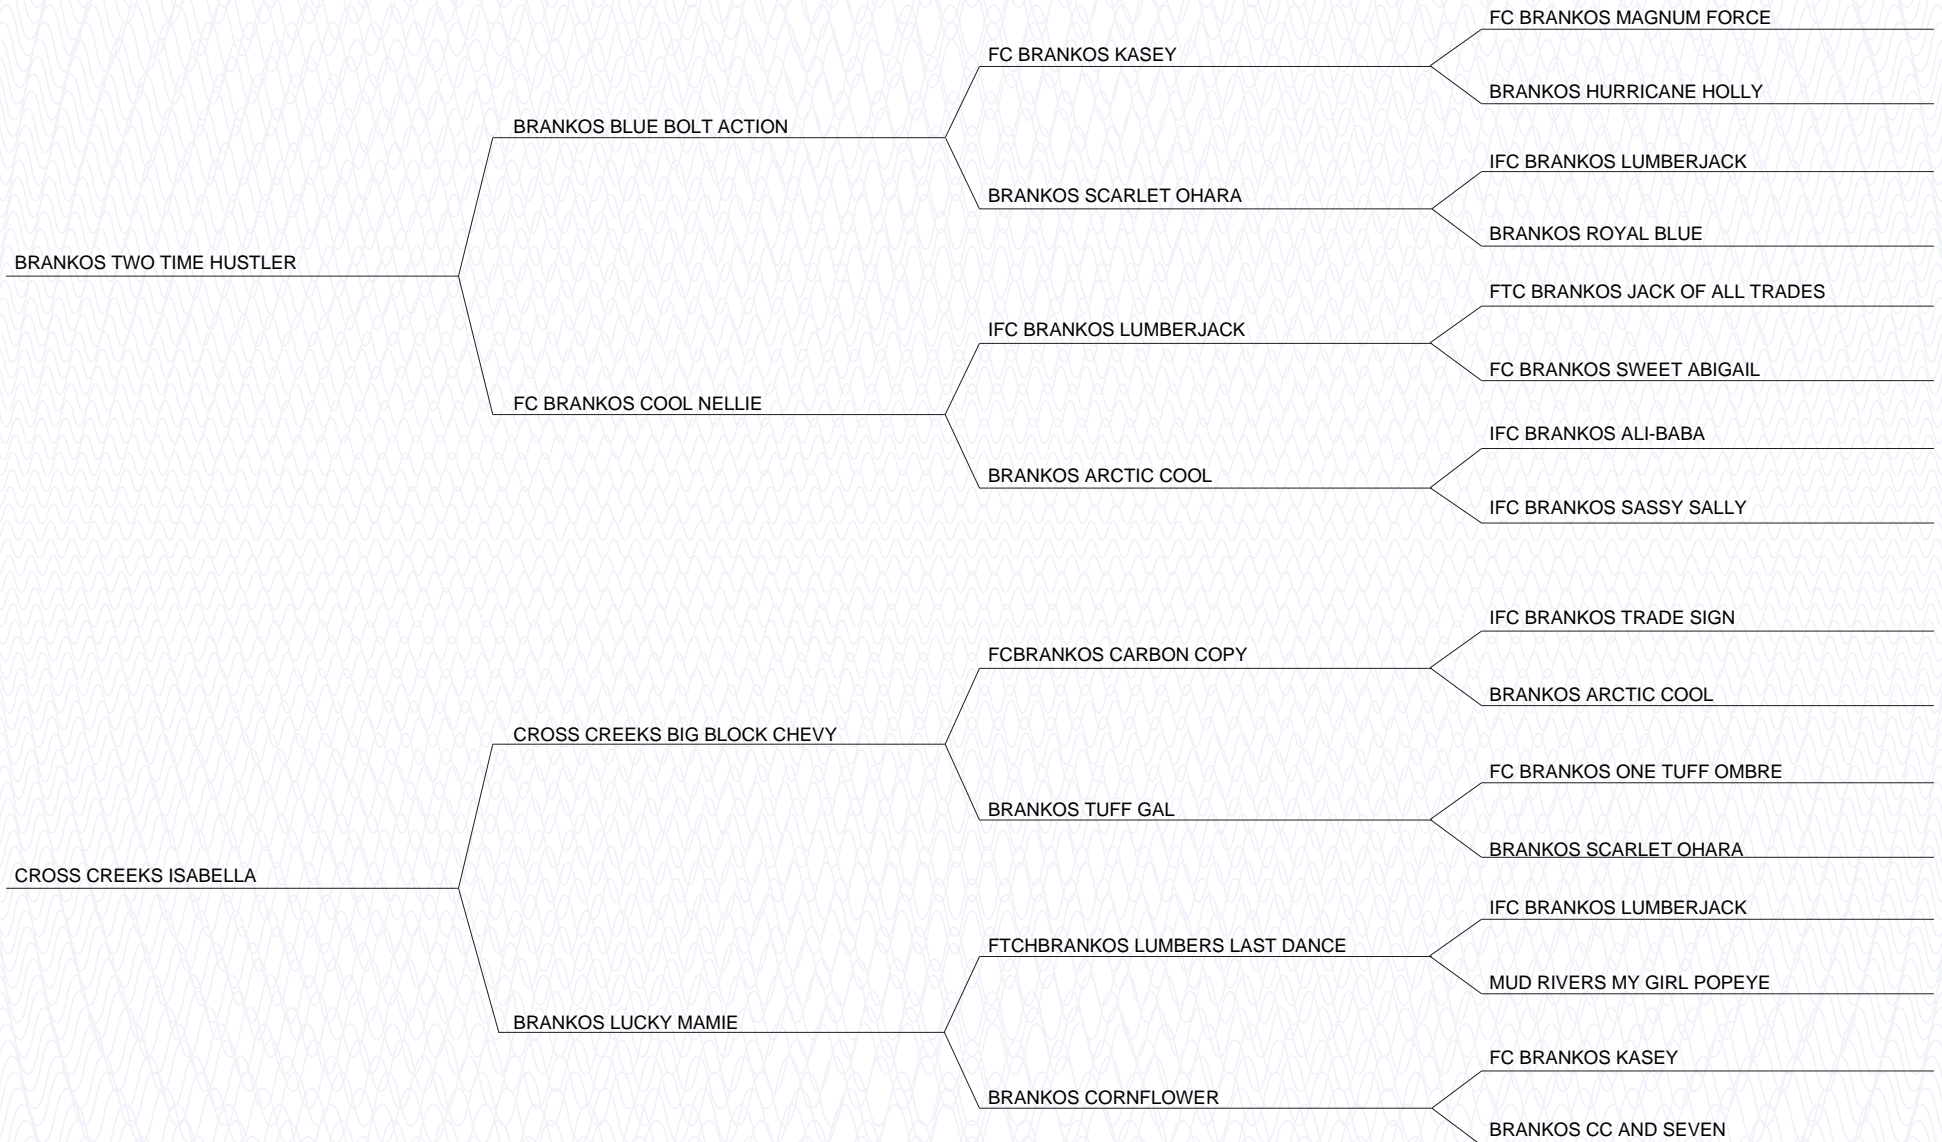 FC BRANKOS MAGNUM FORCE
FC BRANKOS KASEY
BRANKOS HURRICANE HOLLY
BRANKOS BLUE BOLT ACTION
IFC BRANKOS LUMBERJACK
BRANKOS SCARLET OHARA
BRANKOS ROYAL BLUE
BRANKOS TWO TIME HUSTLER
FTC BRANKOS JACK OF ALL TRADES
IFC BRANKOS LUMBERJACK
FC BRANKOS SWEET ABIGAIL
FC BRANKOS COOL NELLIE
IFC BRANKOS ALI-BABA
BRANKOS ARCTIC COOL
IFC BRANKOS SASSY SALLY
IFC BRANKOS TRADE SIGN
FCBRANKOS CARBON COPY
BRANKOS ARCTIC COOL
CROSS CREEKS BIG BLOCK CHEVY
FC BRANKOS ONE TUFF OMBRE
BRANKOS TUFF GAL
BRANKOS SCARLET OHARA
CROSS CREEKS ISABELLA
IFC BRANKOS LUMBERJACK
FTCHBRANKOS LUMBERS LAST DANCE
MUD RIVERS MY GIRL POPEYE
BRANKOS LUCKY MAMIE
FC BRANKOS KASEY
BRANKOS CORNFLOWER
BRANKOS CC AND SEVEN